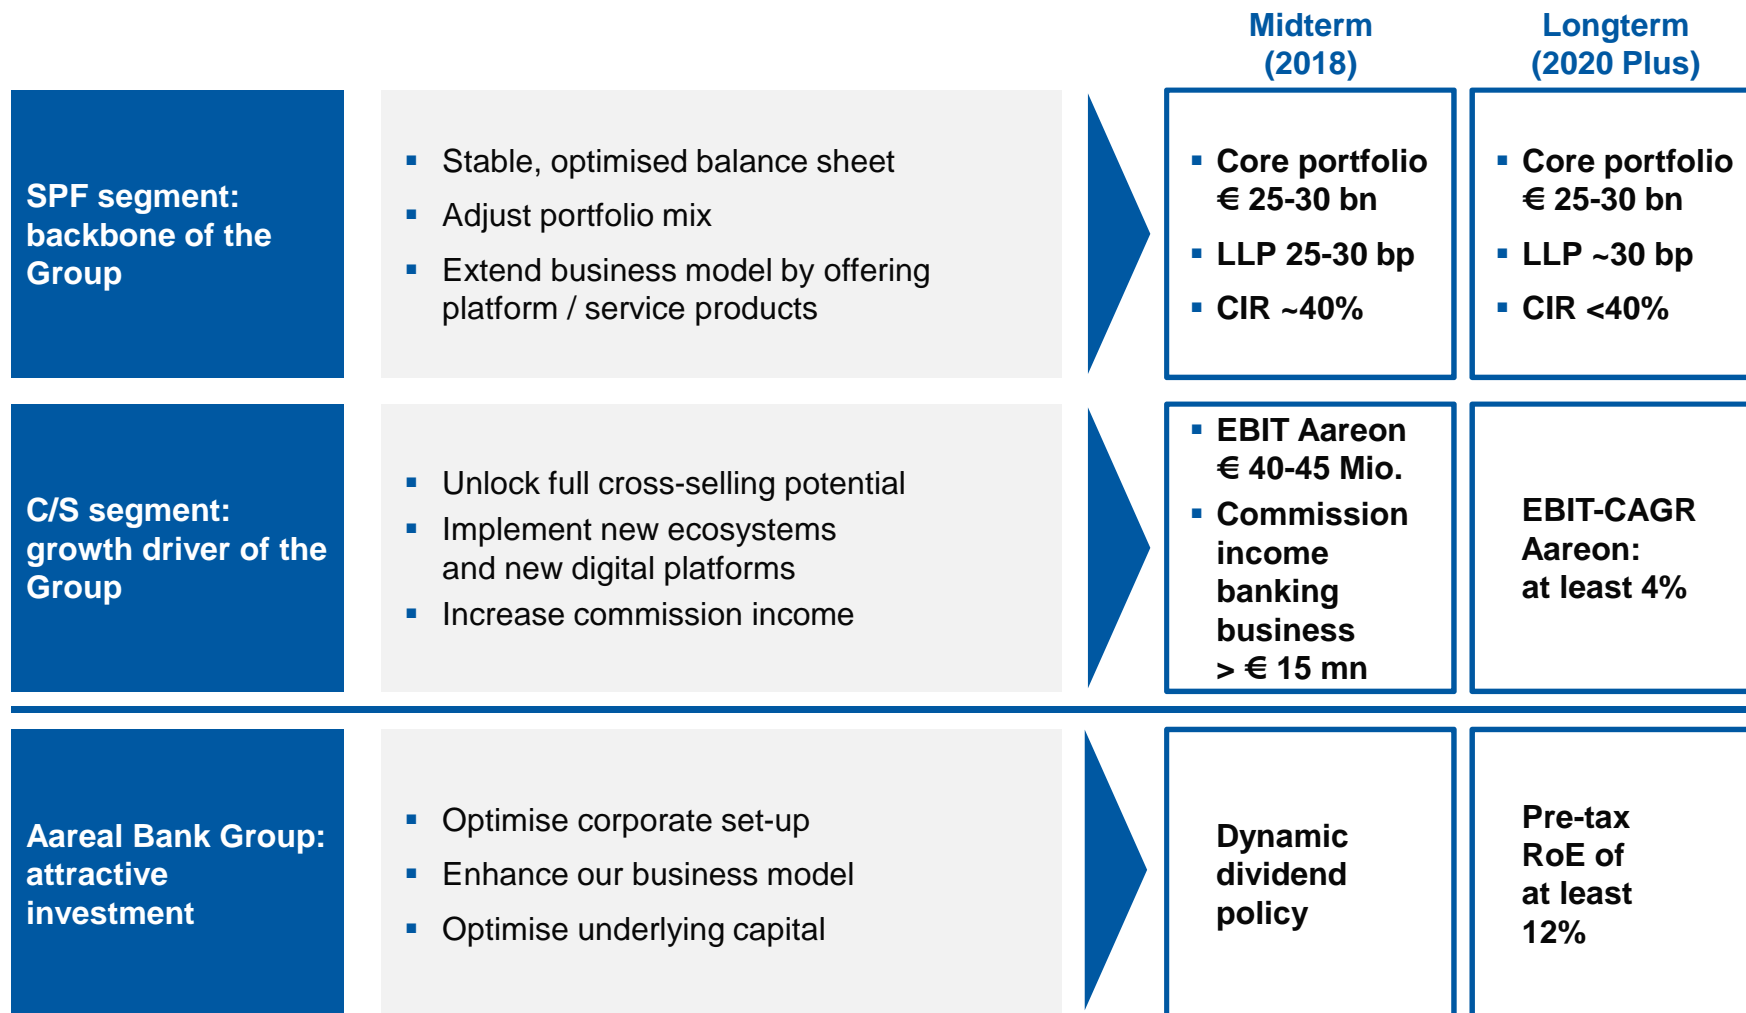 Midterm
(2018)
Longterm
(2020 Plus)
SPF segment:
backbone of the
Group
▪ Stable, optimised balance sheet
▪ Adjust portfolio mix
▪ Extend business model by offering
platform / service products
▪ Core portfolio
€ 25-30 bn
▪ LLP 25-30 bp
▪ CIR ~40%
▪ Core portfolio
€ 25-30 bn
▪ LLP ~30 bp
▪ CIR <40%
C/S segment:
growth driver of the
Group
▪ Unlock full cross-selling potential
▪ Implement new ecosystems
and new digital platforms
▪ Increase commission income
▪ EBIT Aareon
€ 40-45 Mio.
▪ Commission
income
banking
business
> € 15 mn
EBIT-CAGR
Aareon:
at least 4%
Aareal Bank Group:
attractive
investment
▪ Optimise corporate set-up
▪ Enhance our business model
▪ Optimise underlying capital
Dynamic
dividend
policy
Pre-tax
RoE of
at least
12%